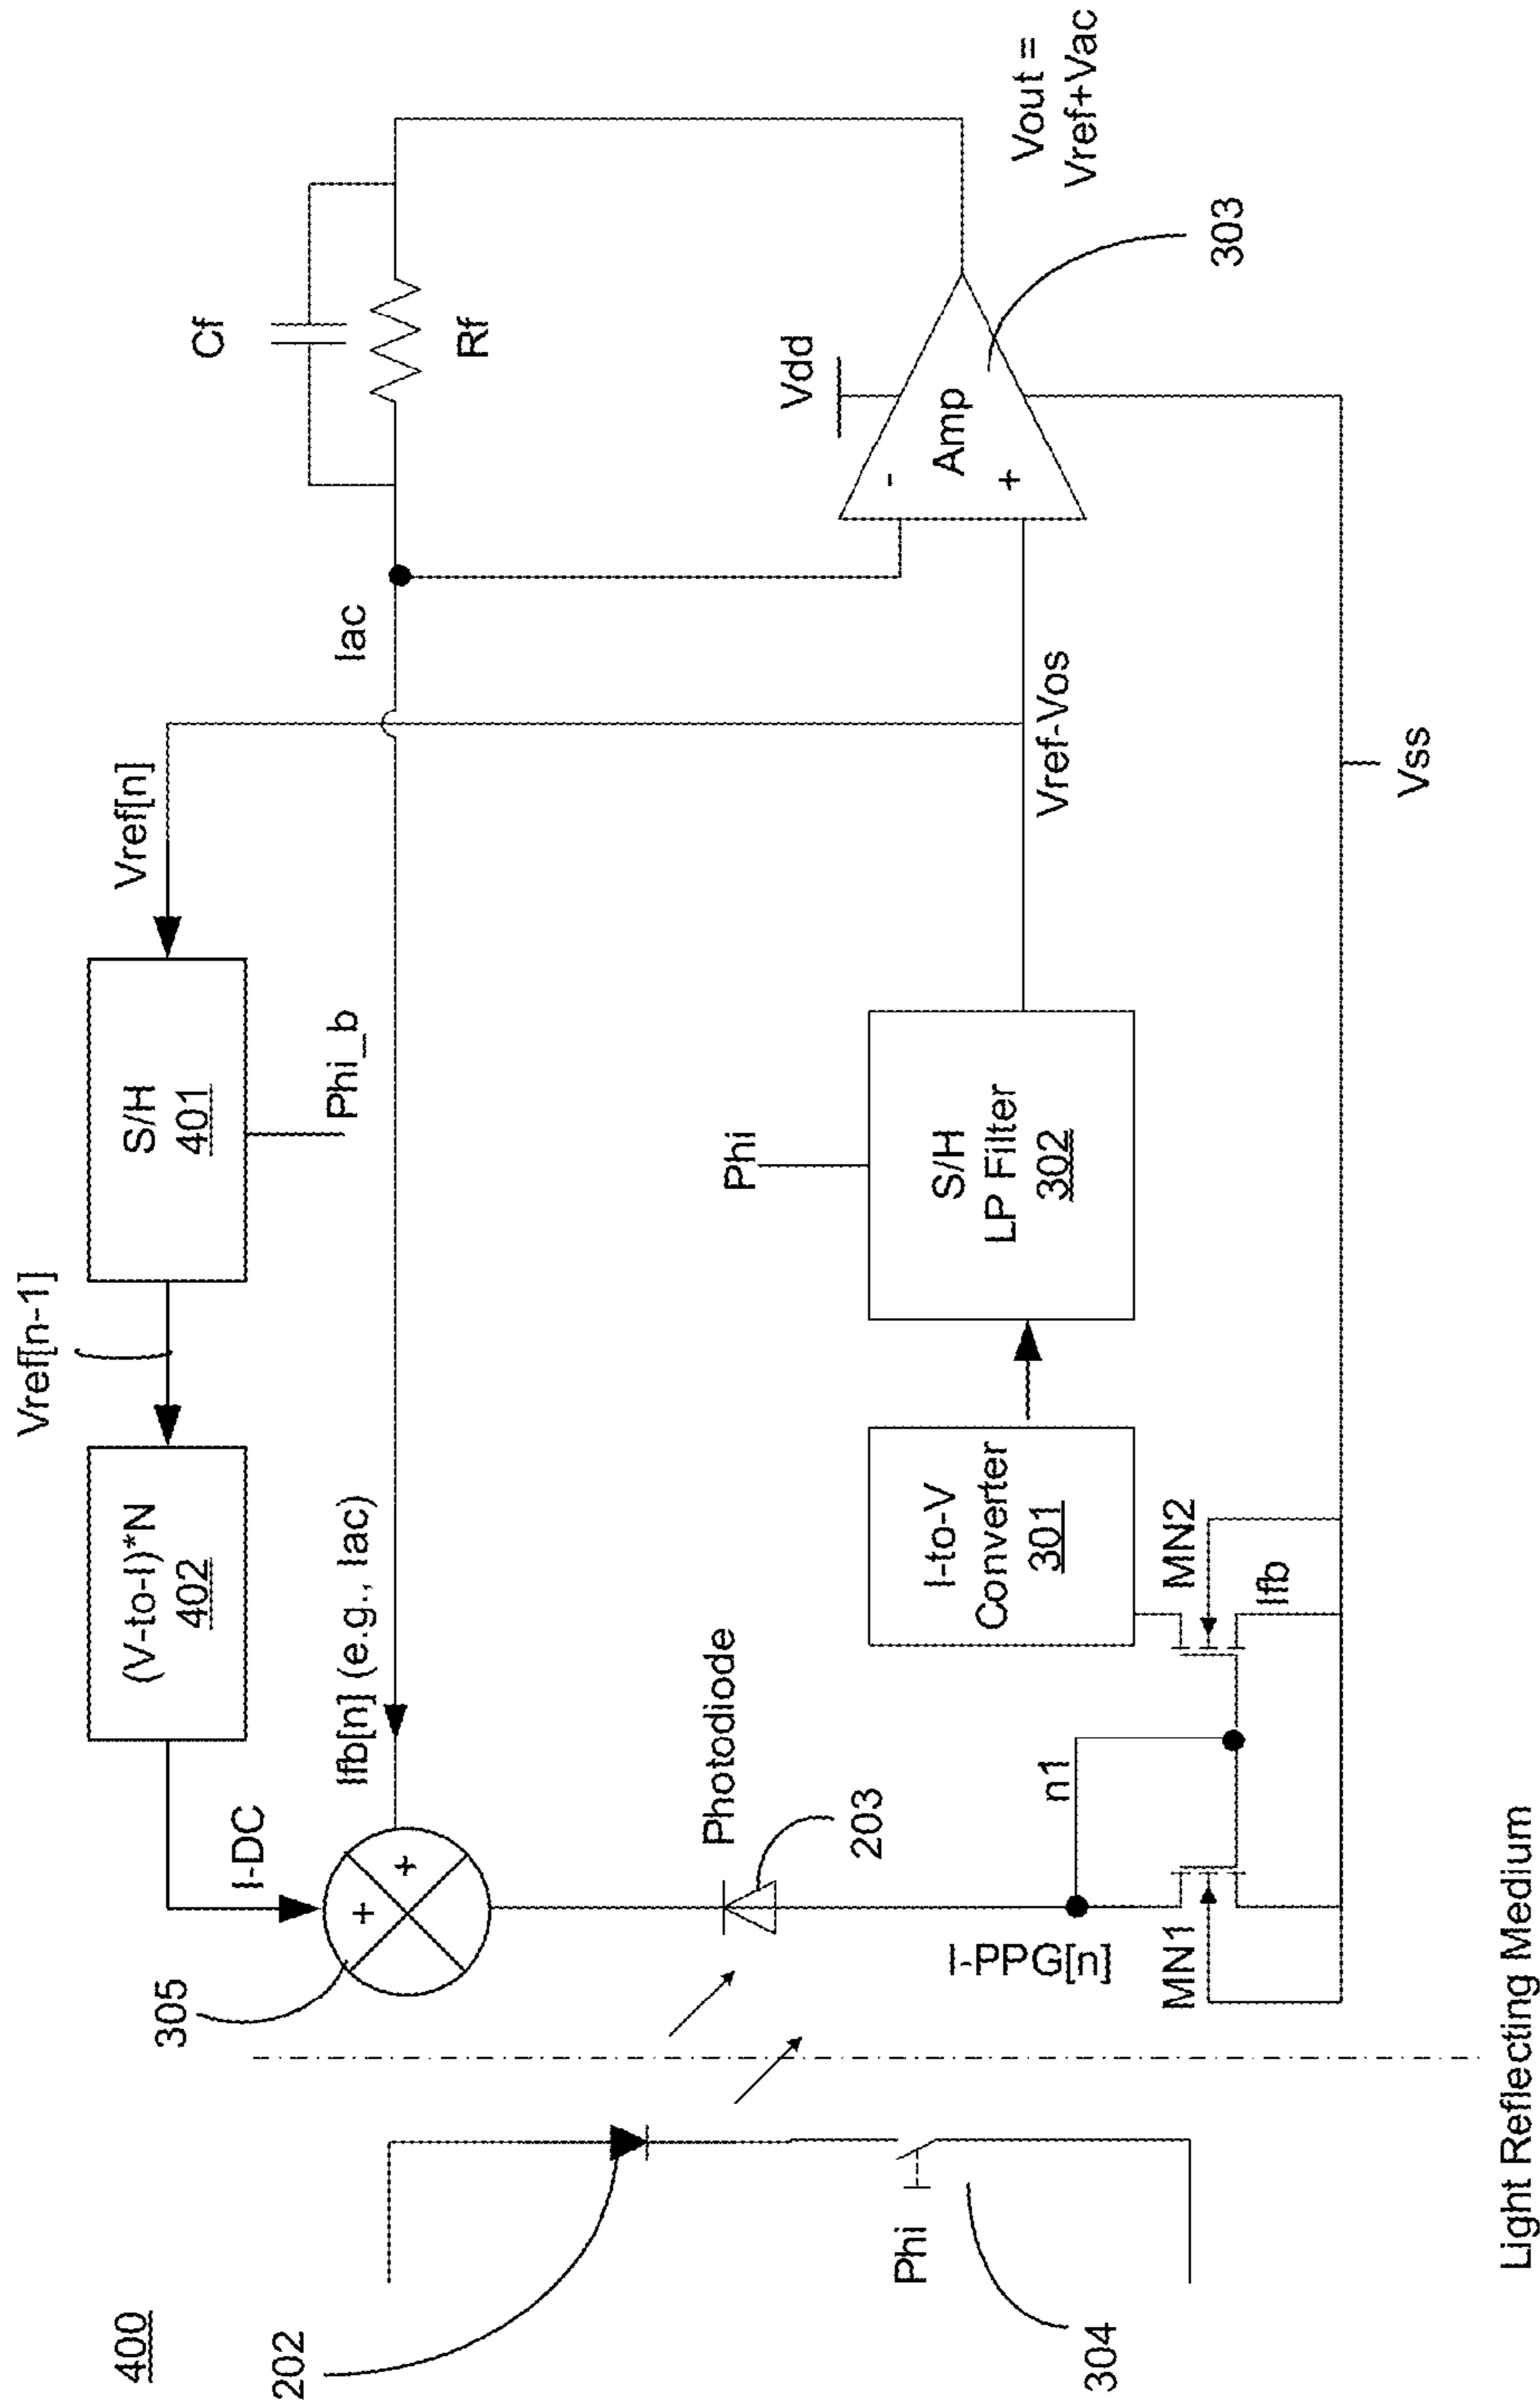 400
202
304
Phi
Light Reflecting Medium
305
I-DC
+
+
(V-to-I)*N
402
Vref[n-1]
S/H
401
Phi_b
Vref[n]
Ifb[n] (e.g., Iac)
Iac
Cf
Rf
Photodiode
203
I-PPG[n]
n1
MN1
MN2
Ifb
I-to-V
Converter
301
Phi
S/H
LP Filter
302
Vref-Vos
Vdd
-
+
Amp
303
Vout =
Vref+Vac
Vss